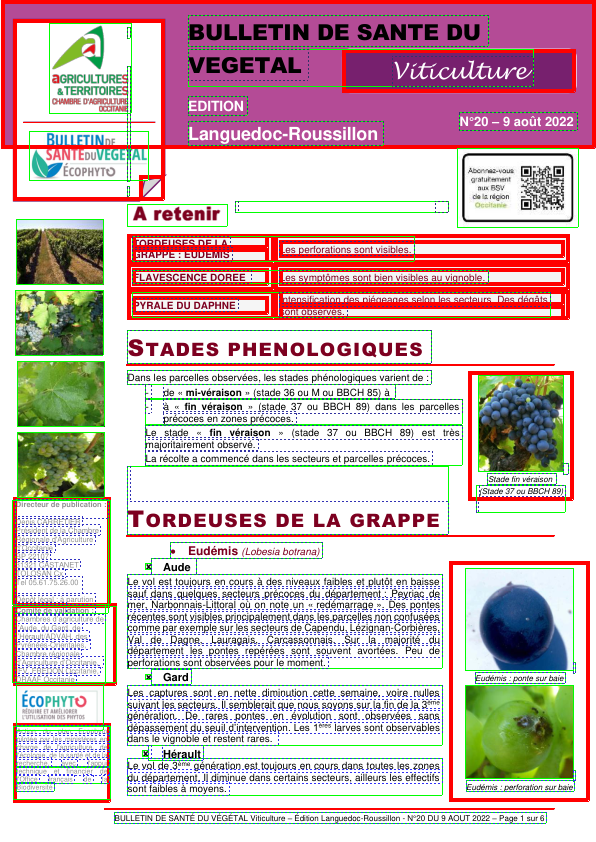 BULLETIN DE SANTE DU
VEGETAL
Viticulture
EDITION
Languedoc-Roussillon
N°20 – 9 août 2022
AGRICULTURES
& TERRITOIRES
CHAMBRE D'AGRICULTURE
OCCITANIE
BULLETIN DE
SANTÉ DU VÉGÉTAL
ÉCOPHYTO
Abonnez-vous
gratuitement
aux BSV
de la région
Occitanie
A retenir
TORDEUSES DE LA
GRAPPE : EUDEMIS
Les perforations sont visibles.
FLAVESCENCE DOREE
Les symptômes sont bien visibles au vignoble.
PYRALE DU DAPHNE
Intensification des piégeages selon les secteurs. Des dégâts
sont observés.
STADES PHENOLOGIQUES
Dans les parcelles observées, les stades phénologiques varient de :
de « mi-véraison » (stade 36 ou M ou BBCH 85) à
à « fin véraison » (stade 37 ou BBCH 89) dans les parcelles
précoces en zones précoces.
Le stade « fin véraison » (stade 37 ou BBCH 89) est très
majoritairement observé.
La récolte a commencé dans les secteurs et parcelles précoces.
Stade fin véraison
(Stade 37 ou BBCH 89)
TORDEUSES DE LA GRAPPE
• Eudémis (Lobesia botrana)
Aude
Le vol est toujours en cours à des niveaux faibles et plutôt en baisse
sauf dans quelques secteurs précoces du département : Peyriac de
mer, Narbonnais-Littoral où on note un « redémarrage ». Des pontes
récentes sont visibles principalement dans les parcelles non confusées
comme par exemple sur les secteurs de Capendu, Lézignan-Corbières,
Val de Dagne, Lauragais, Carcassonnais. Sur la majorité du
département les pontes repérées sont souvent avortées. Peu de
perforations sont observées pour le moment.
Gard
Les captures sont en nette diminution cette semaine, voire nulles
suivant les secteurs. Il semblerait que nous soyons sur la fin de la 3ème
génération. De rares pontes en évolution sont observées sans
dépassement du seuil d'intervention. Les 1ères larves sont observables
dans le vignoble et restent rares.
Hérault
Le vol de 3ème génération est toujours en cours dans toutes les zones
du département. Il diminue dans certains secteurs, ailleurs les effectifs
sont faibles à moyens.
Eudémis : ponte sur baie
Eudémis : perforation sur baie
Directeur de publication
Comité de validation
ÉCOPHYTO
RÉDUIRE ET AMÉLIORER
L'UTILISATION DES PHYTOS
BULLETIN DE SANTÉ DU VÉGÉTAL Viticulture – Édition Languedoc-Roussillon - N°20 DU 9 AOUT 2022 – Page 1 sur 6